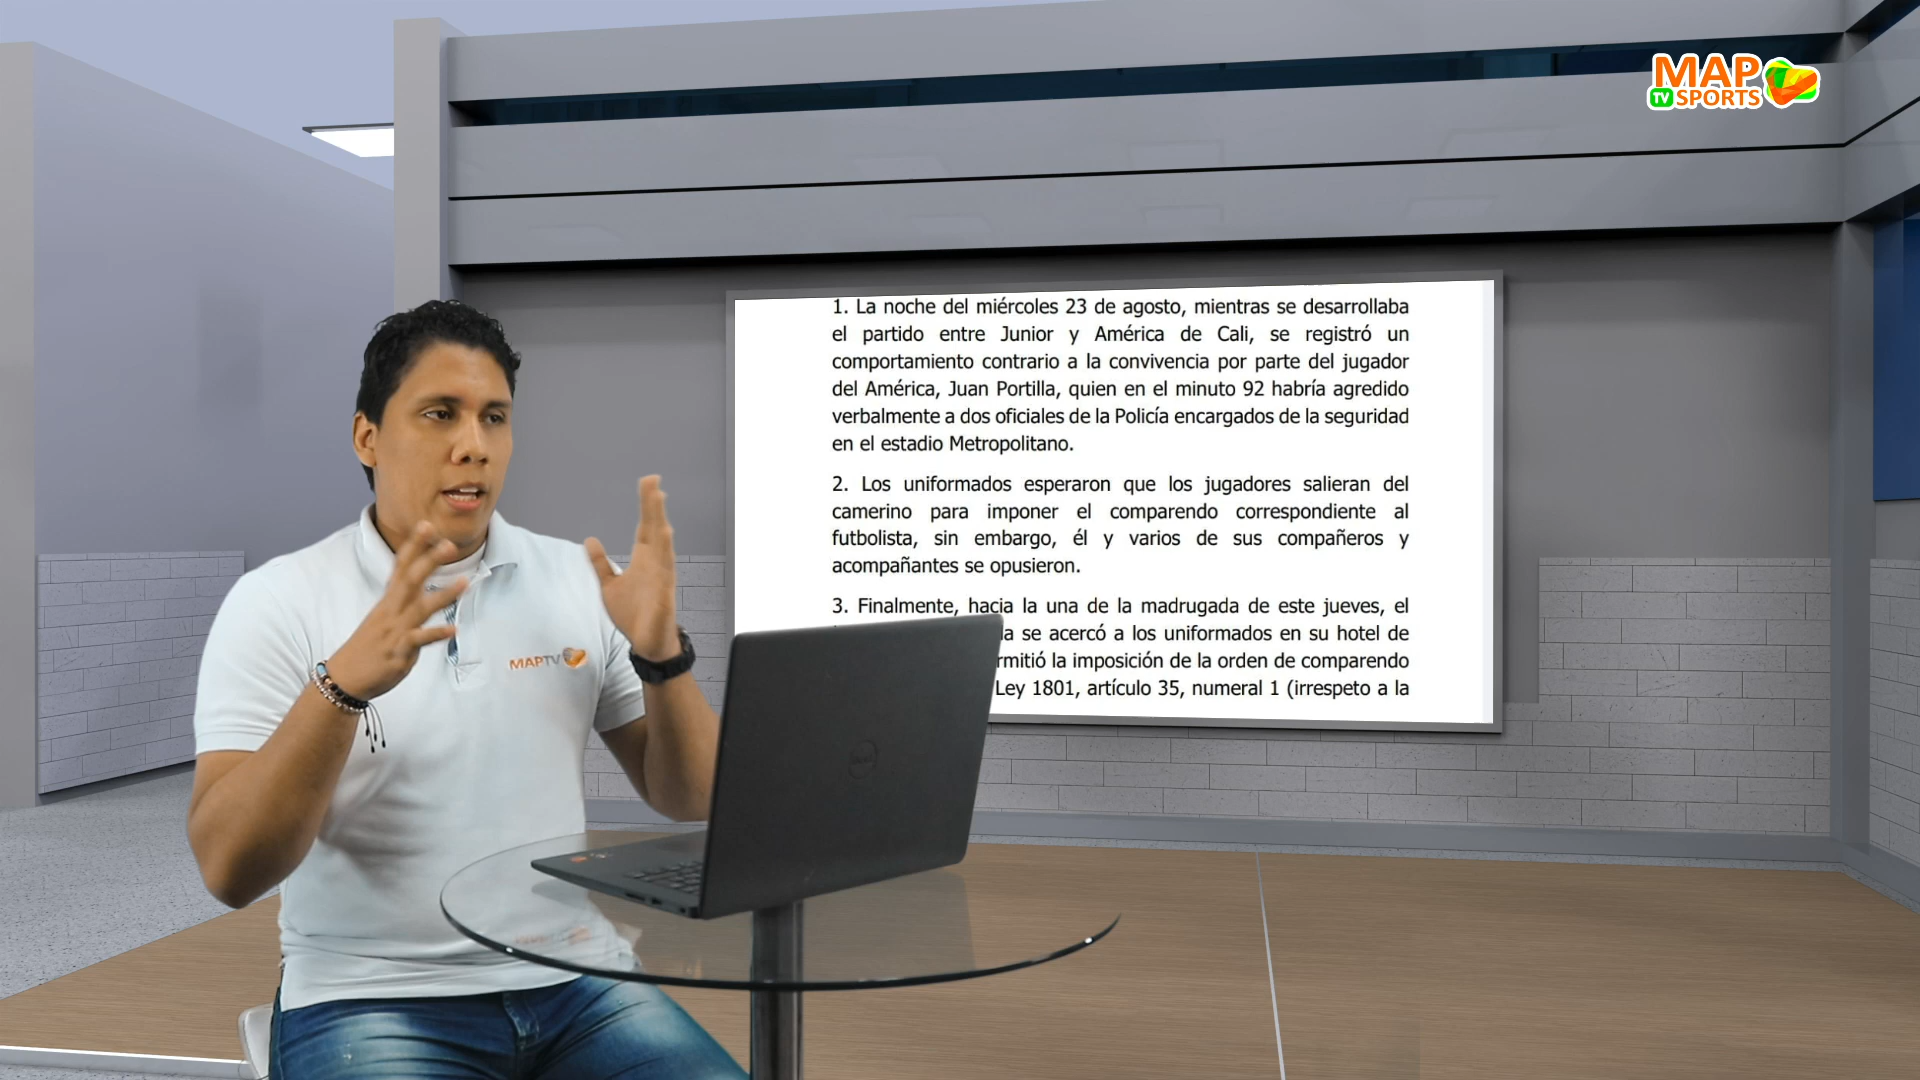 MAP
TV SPORTS
1. La noche del miércoles 23 de agosto, mientras se desarrollaba
el partido entre Junior y América de Cali, se registró un
comportamiento contrario a la convivencia por parte del jugador
del América, Juan Portilla, quien en el minuto 92 habría agredido
verbalmente a dos oficiales de la Policía encargados de la seguridad
en el estadio Metropolitano.
2. Los uniformados esperaron que los jugadores salieran del
camerino para imponer el comparendo correspondiente al
futbolista, sin embargo, él y varios de sus compañeros y
acompañantes se opusieron.
3. Finalmente, hacia la una de la madrugada de este jueves, el
se acercó a los uniformados en su hotel de
la imposición de la orden de comparendo
Ley 1801, artículo 35, numeral 1 (irrespeto a la
MAPTV
DELL